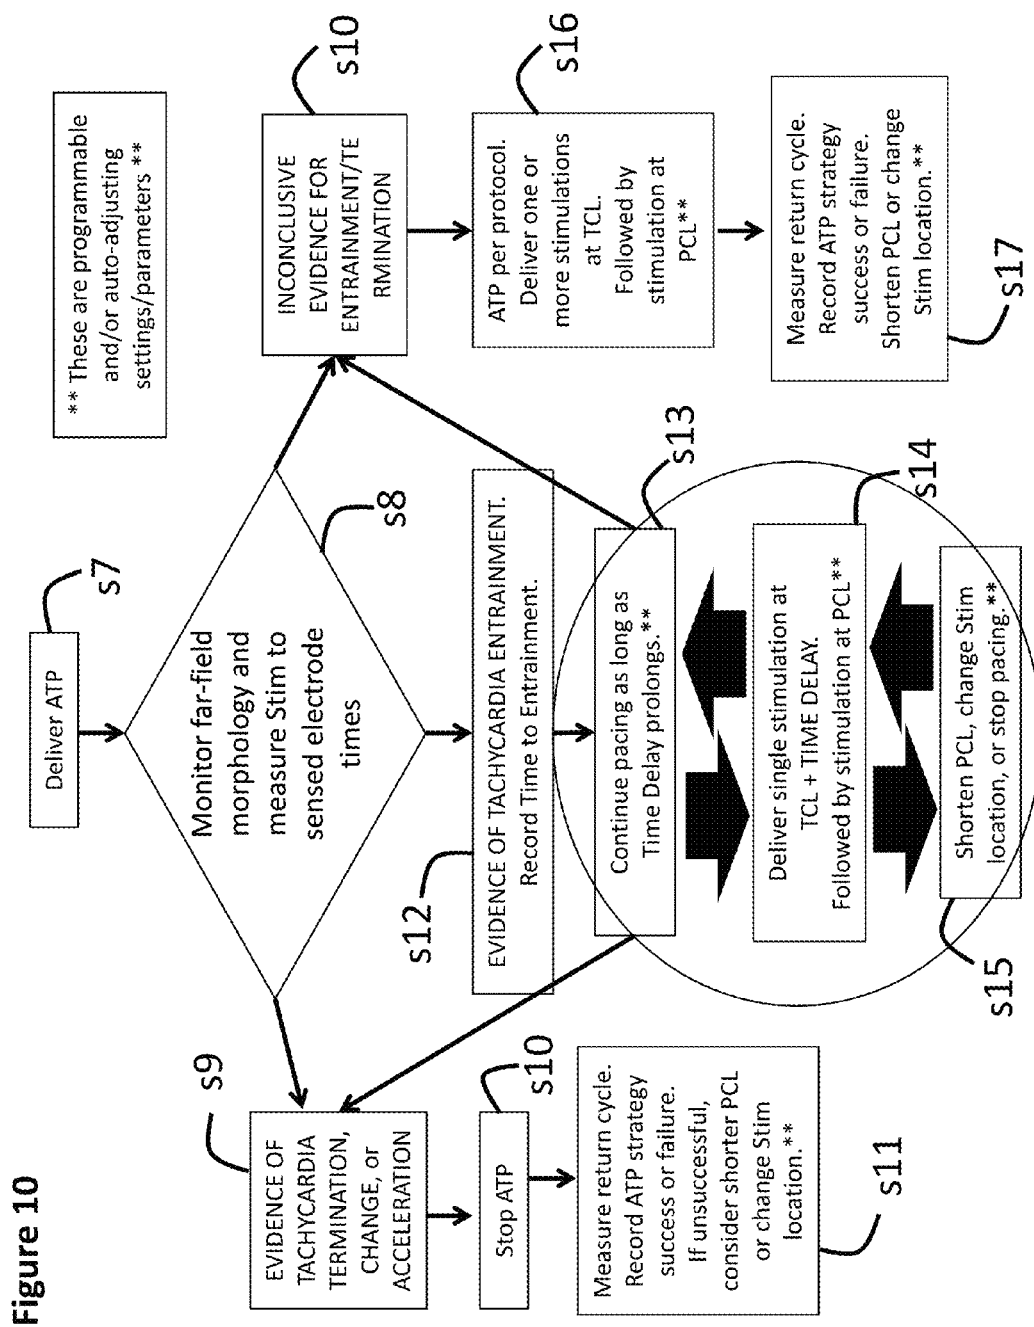 Figure 10
s7
Deliver ATP
** These are programmable
and/or auto-adjusting
settings/parameters **
Monitor far-field
morphology and
measure Stim to
sensed electrode
times
s8
s9
EVIDENCE OF
TACHYCARDIA
TERMINATION,
CHANGE, or
ACCELERATION
s10
Stop ATP
Measure return cycle.
Record ATP strategy
success or failure.
If unsuccessful,
consider shorter PCL
or change Stim
location.**
s11
s12
EVIDENCE OF TACHYCARDIA ENTRAINMENT.
Record Time to Entrainment.
s13
Continue pacing as long as
Time Delay prolongs.**
s14
Deliver single stimulation at
TCL + TIME DELAY.
Followed by stimulation at PCL**
s15
Shorten PCL, change Stim
location, or stop pacing.**
s10
INCONCLUSIVE
EVIDENCE FOR
ENTRAINMENT/TE
RMINATION
s16
ATP per protocol.
Deliver one or
more stimulations
at TCL.
Followed by
stimulation at
PCL**
Measure return cycle.
Record ATP strategy
success or failure.
Shorten PCL or change
Stim location.**
s17